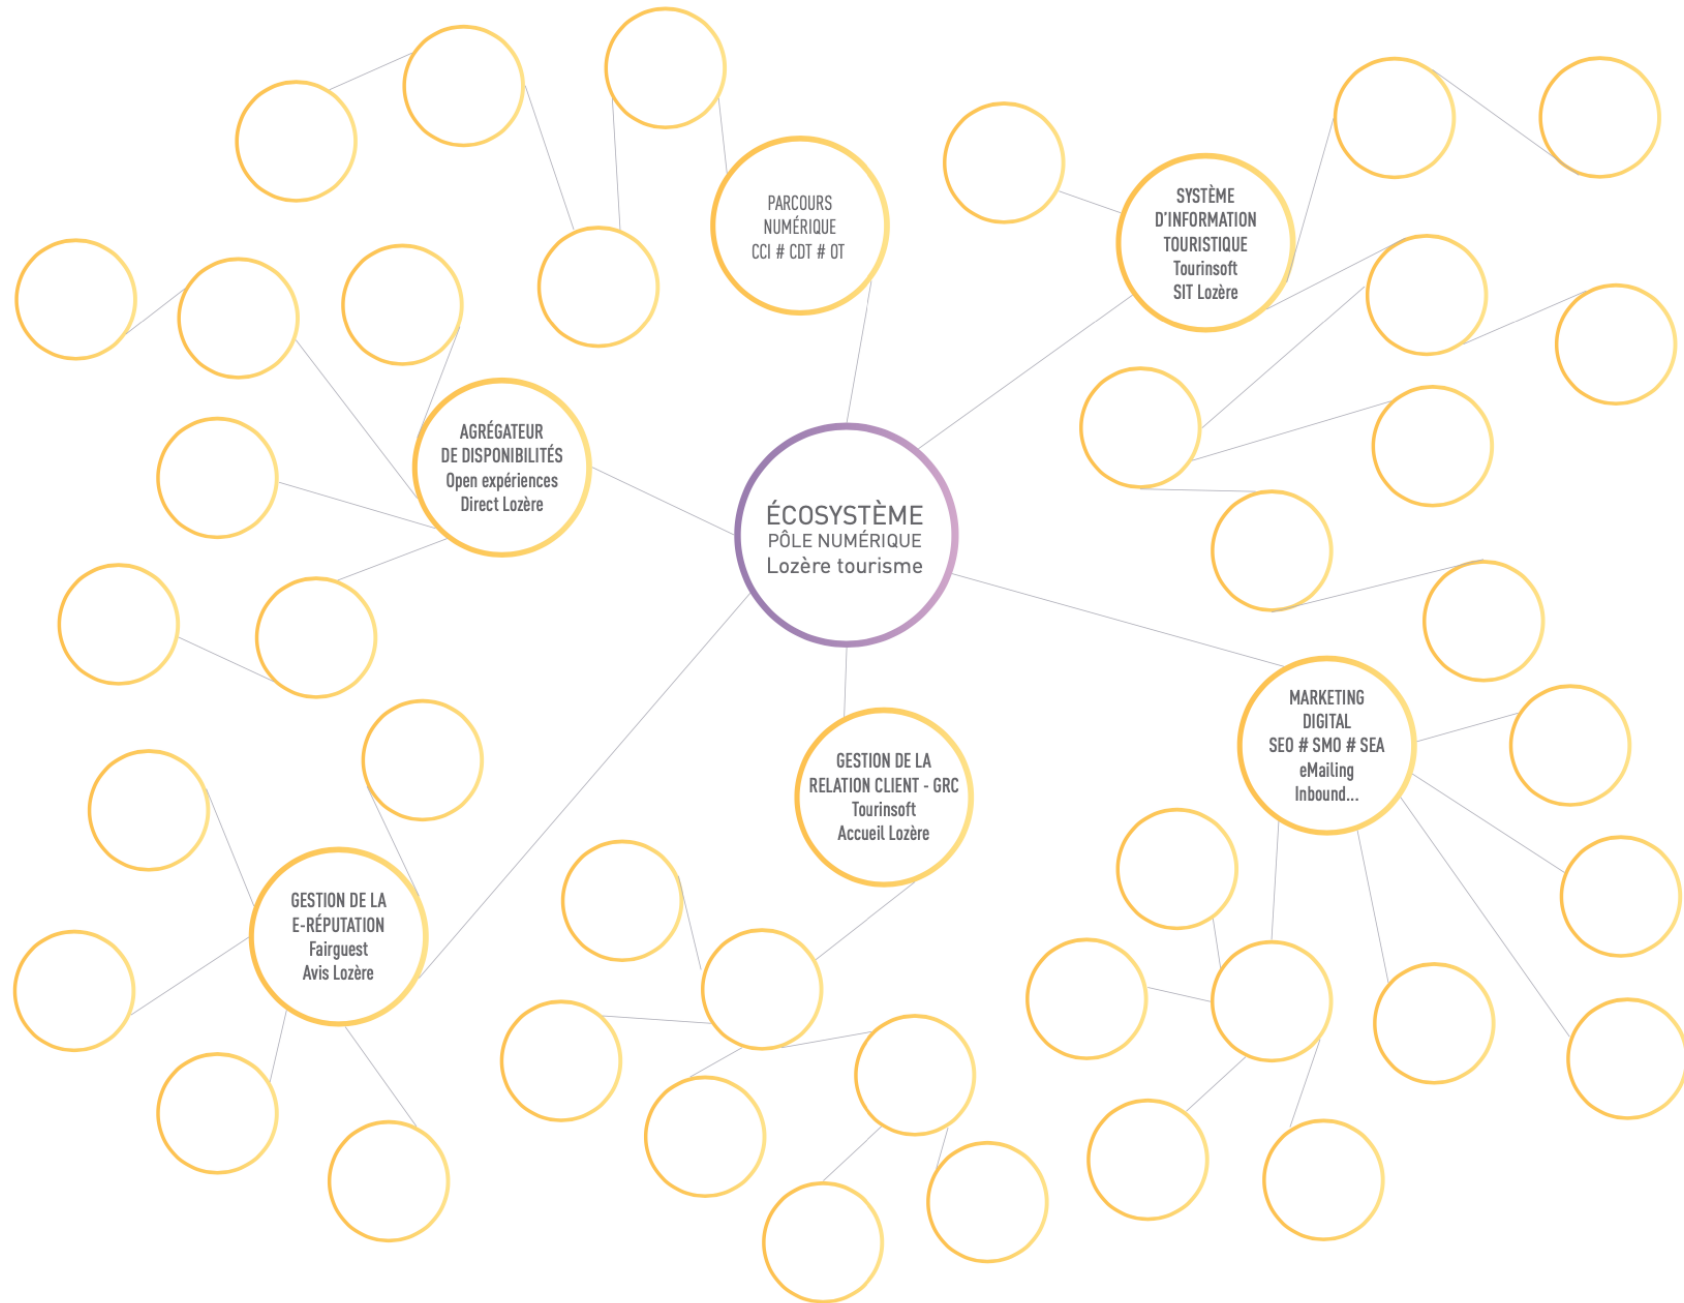 PARCOURS
NUMÉRIQUE
CCI # CDT # OT
SYSTÈME
D'INFORMATION
TOURISTIQUE
Tourinsoft
SIT Lozère
AGRÉGATEUR
DE DISPONIBILITÉS
Open expériences
Direct Lozère
ÉCOSYSTÈME
PÔLE NUMÉRIQUE
Lozère tourisme
MARKETING
DIGITAL
SEO # SMO # SEA
eMailing
Inbound...
GESTION DE LA
RELATION CLIENT - GRC
Tourinsoft
Accueil Lozère
GESTION DE LA
E-RÉPUTATION
Fairguest
Avis Lozère